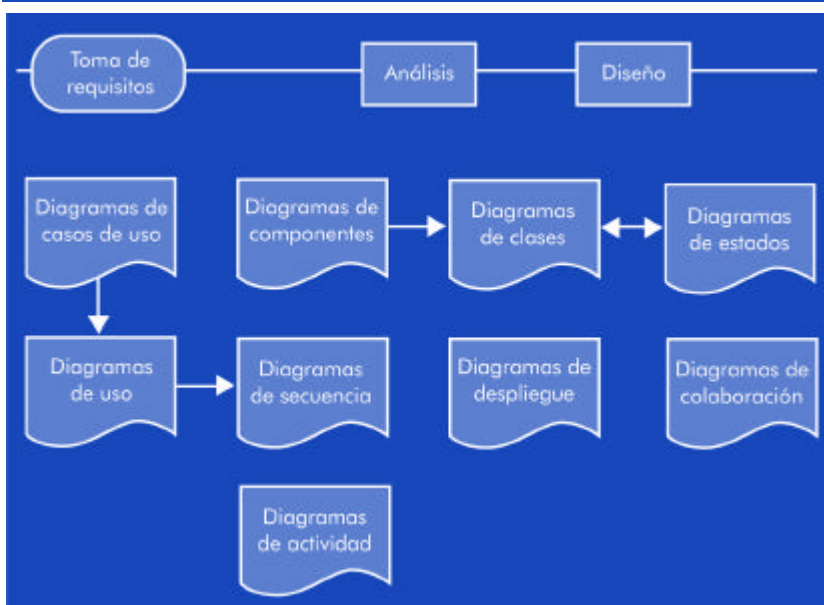 Toma de
requisitos
Análisis
Diseño
Diagramas de
casos de uso
Diagramas de
componentes
Diagramas
de clases
Diagramas
de estados
Diagramas
de uso
Diagramas
de secuencia
Diagramas de
despliegue
Diagramas de
colaboración
Diagramas
de actividad